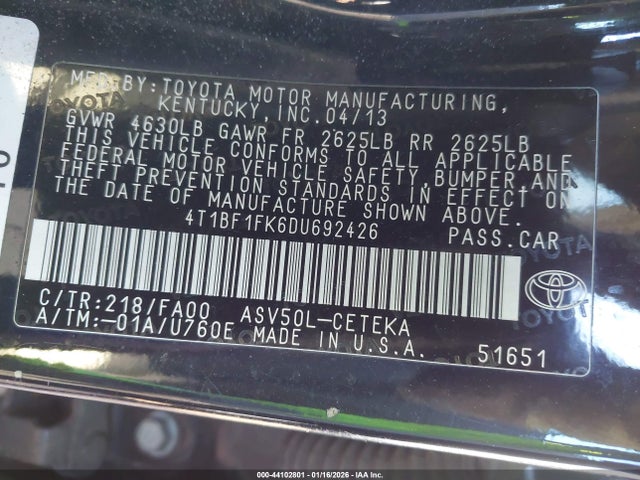 MFD.BY:TOYOTA MOTOR MANUFACTURING,
KENTUCKY,INC.04/13
GVWR 4630LB GAWR FR 2625LB RR 2625LB
THIS VEHICLE CONFORMS TO ALL APPLICABLE
FEDERAL MOTOR VEHICLE SAFETY,BUMPER,AND
THEFT PREVENTION STANDARDS IN EFFECT ON
THE DATE OF MANUFACTURE SHOWN ABOVE.
4T1BF1FK6DU692426 PASS.CAR
C/TR:218/FA00 ASV50L-CETEKA
A/TM:-01A/U760E MADE IN U.S.A. 51651
TOYOTA
000-44102801 - 01/16/2026 - IAA Inc.